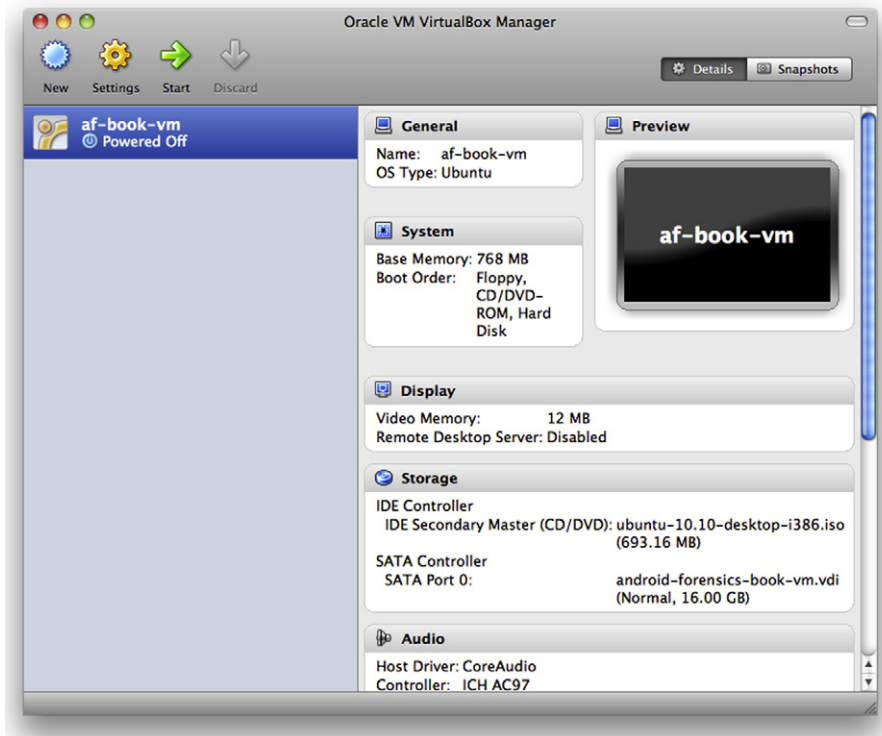 Oracle VM VirtualBox Manager
New Settings Start Discard
Details Snapshots
af-book-vm
Powered Off
General
Name: af-book-vm
OS Type: Ubuntu
System
Base Memory: 768 MB
Boot Order: Floppy,
CD/DVD-
ROM, Hard
Disk
Preview
af-book-vm
Display
Video Memory: 12 MB
Remote Desktop Server: Disabled
Storage
IDE Controller
IDE Secondary Master (CD/DVD): ubuntu-10.10-desktop-i386.iso
(693.16 MB)
SATA Controller
SATA Port 0: android-forensics-book-vm.vdi
(Normal, 16.00 GB)
Audio
Host Driver: CoreAudio
Controller: ICH AC97